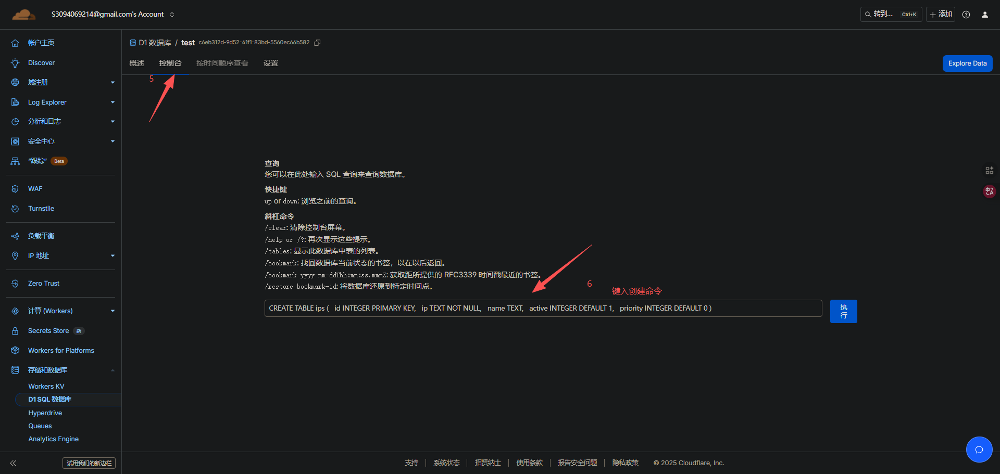 S3094069214@gmail.com's Account
转到... Ctrl+K
添加
帐户主页
Discover
域注册
Log Explorer
分析和日志
安全中心
“跟踪” Beta
WAF
Turnstile
负载平衡
IP 地址
Zero Trust
计算 (Workers)
Secrets Store 新
Workers for Platforms
存储和数据库
Workers KV
D1 SQL 数据库
Hyperdrive
Queues
Analytics Engine
试用我们的新边栏
D1 数据库 / test c6eb312d-9d52-41f1-83bd-5560ec66b582
概述 控制台 按时间顺序查看 设置
Explore Data
5
查询
您可以在此处输入 SQL 查询来查询数据库。
快捷键
up or down: 浏览之前的查询。
斜杠命令
/clear: 清除控制台屏幕。
/help or /?: 再次显示这些提示。
/tables: 显示此数据库中表的列表。
/bookmark: 找回数据库当前状态的书签，以在以后返回。
/bookmark yyyy-mm-ddThh:mm:ss.mmmZ: 获取距所提供的 RFC3339 时间戳最近的书签。
/restore bookmark-id: 将数据库还原到特定时间点。
6
键入创建命令
CREATE TABLE ips ( id INTEGER PRIMARY KEY, ip TEXT NOT NULL, name TEXT, active INTEGER DEFAULT 1, priority INTEGER DEFAULT 0 )
执
行
中A
支持 系统状态 招贤纳士 使用条款 报告安全问题 隐私政策 © 2025 Cloudflare, Inc.